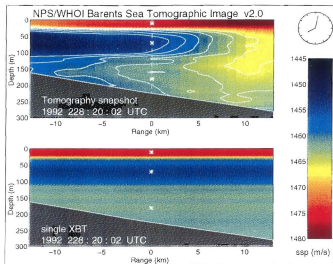 NPS/WHOI Barents Sea Tomographic Image v2.0
0
50
100
150
200
250
300
Depth (m)
Tomography snapshot
1992 228 : 20 : 02 UTC
-10 -5 0 5 10
Range (km)
0
50
100
150
200
250
300
Depth (m)
single XBT
1992 228 : 20 : 02 UTC
-10 -5 0 5 10
Range (km)
1445
1450
1455
1460
1465
1470
1475
1480
ssp (m/s)